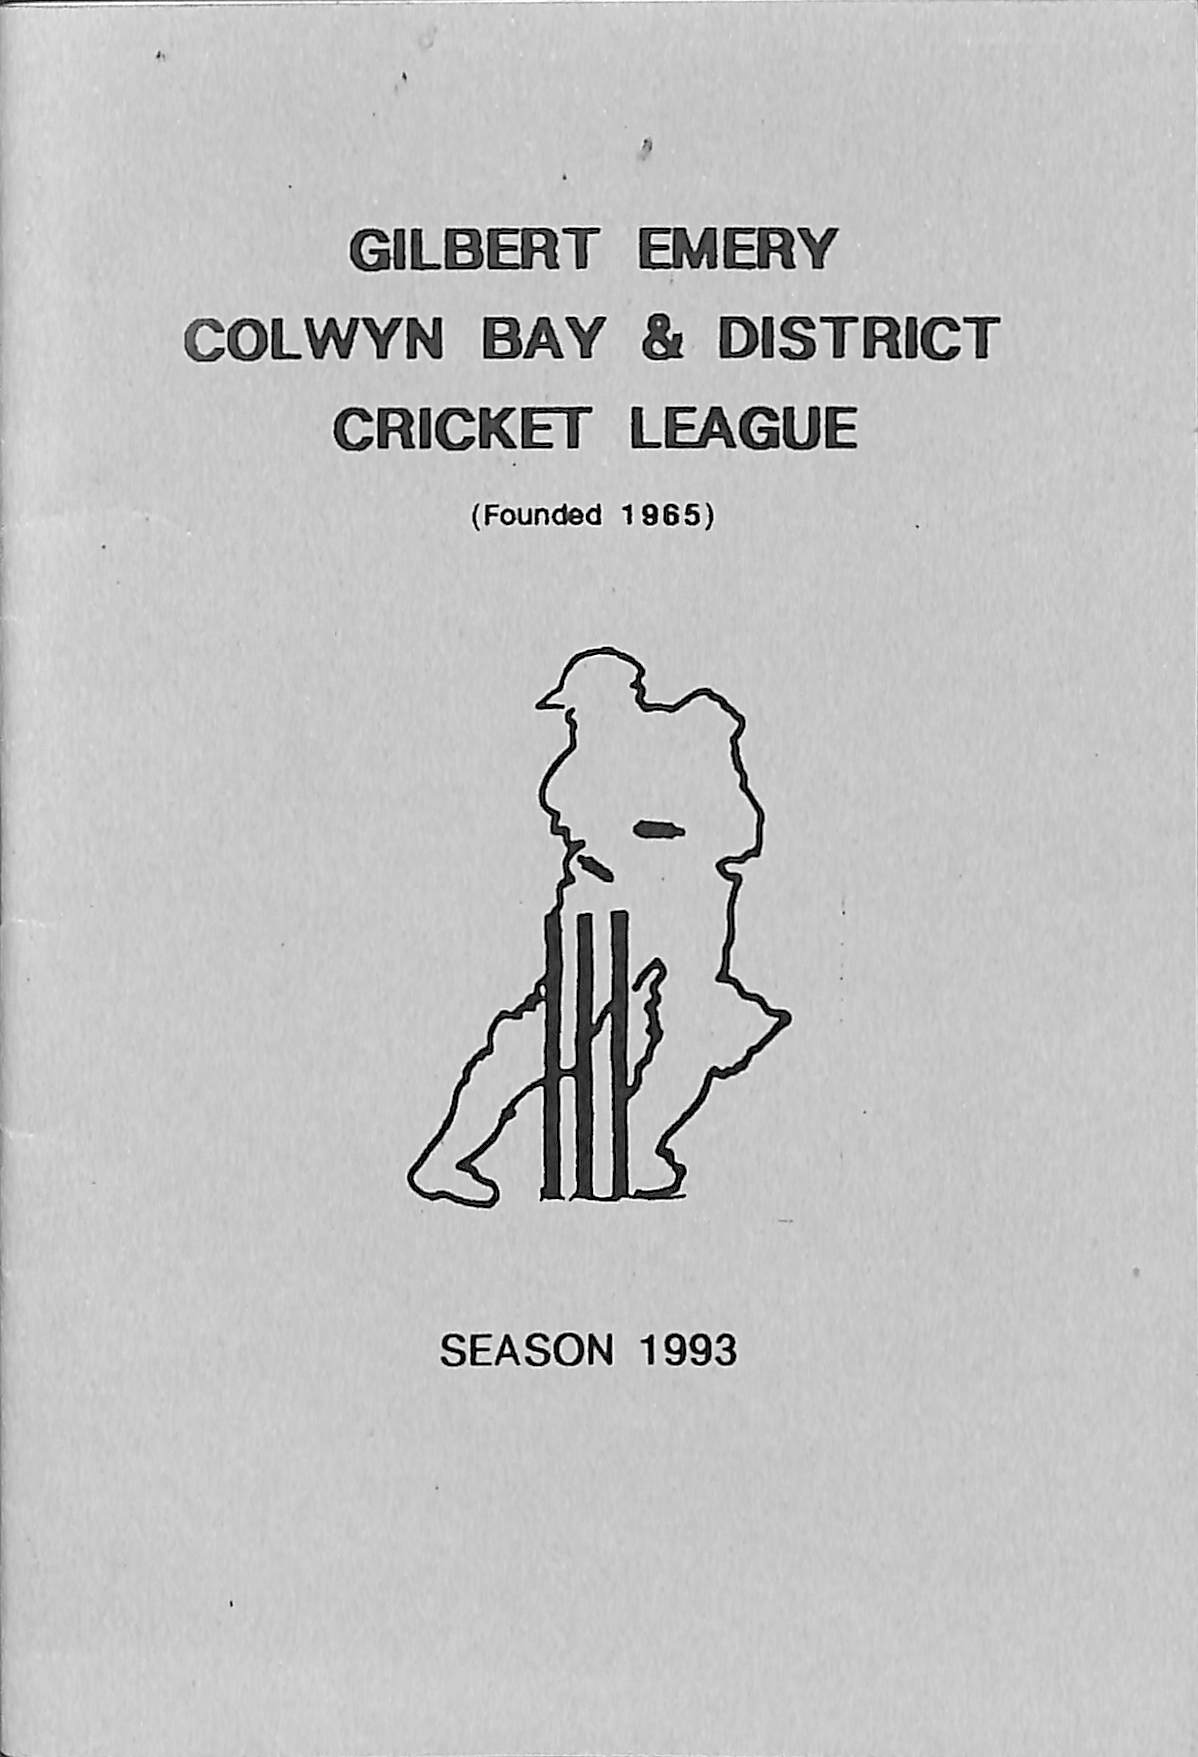 GILBERT EMERY
COLWYN BAY & DISTRICT
CRICKET LEAGUE
(Founded 1965)
SEASON 1993